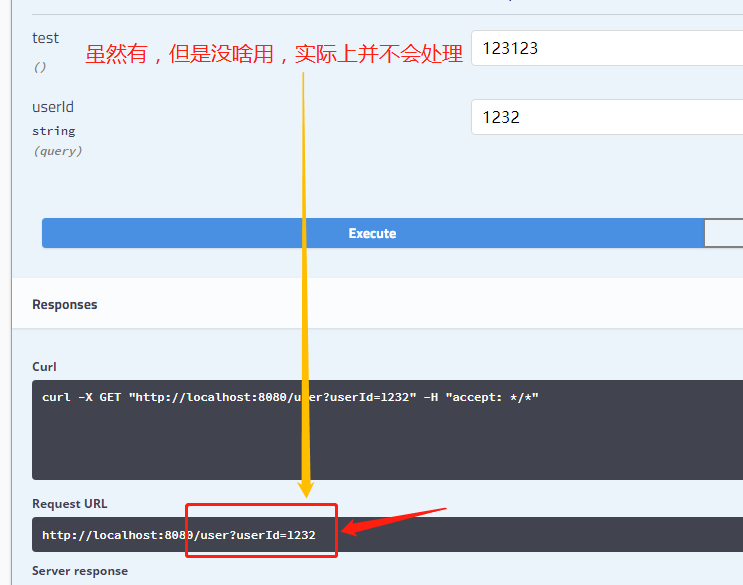 test
虽然有，但是没啥用，实际上并不会处理
123123
()
userId
1232
string
(query)
Execute
Responses
Curl
curl -X GET "http://localhost:8080/user?userId=1232" -H "accept: */*"
Request URL
http://localhost:8080/user?userId=1232
Server response